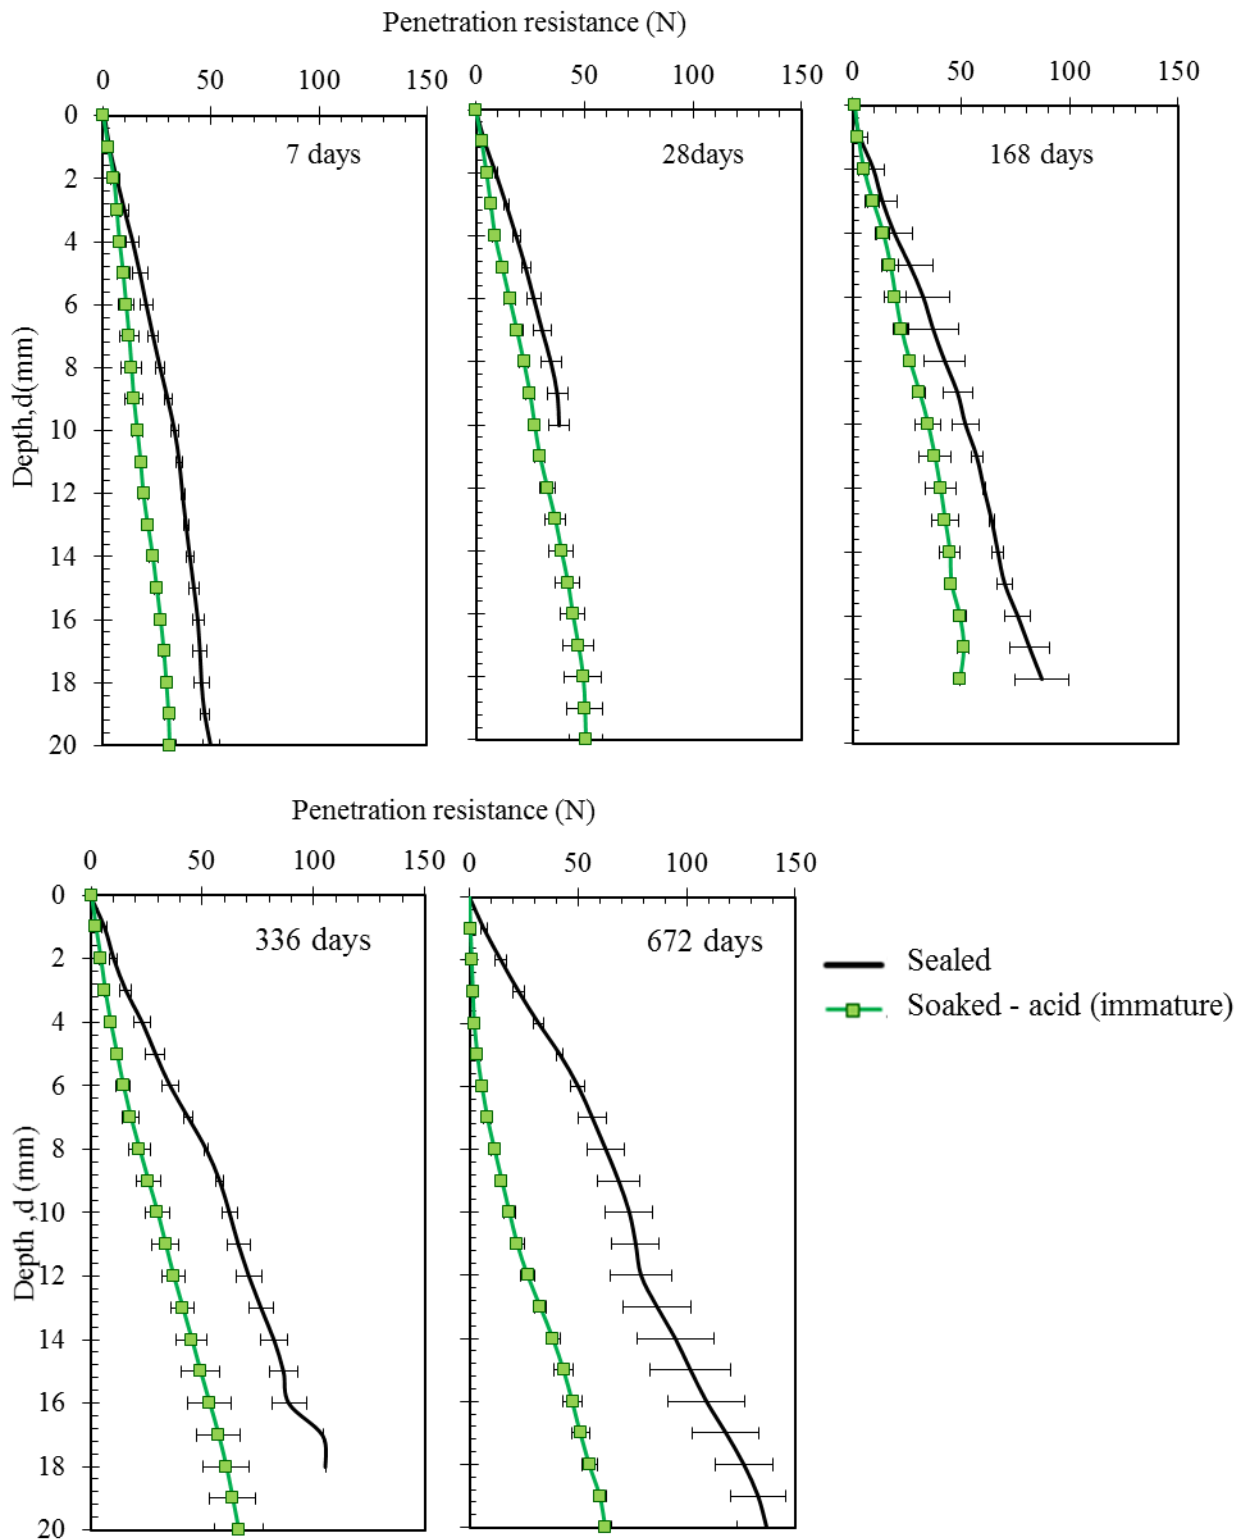 Penetration resistance (N)
0 50 100 150
0 50 100 150
0 50 100 150
7 days
28days
168 days
Depth,d(mm)
0
2
4
6
8
10
12
14
16
18
20
Penetration resistance (N)
0 50 100 150
0 50 100 150
336 days
672 days
Depth ,d (mm)
0
2
4
6
8
10
12
14
16
18
20
Sealed
Soaked - acid (immature)